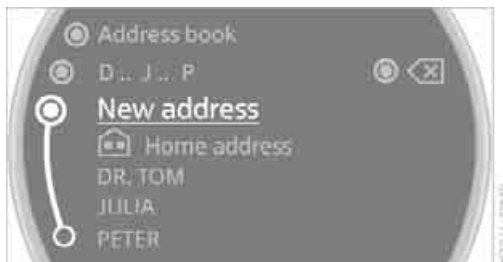 Address book
D .. J .. P
New address
Home address
DR. TOM
JULIA
PETER